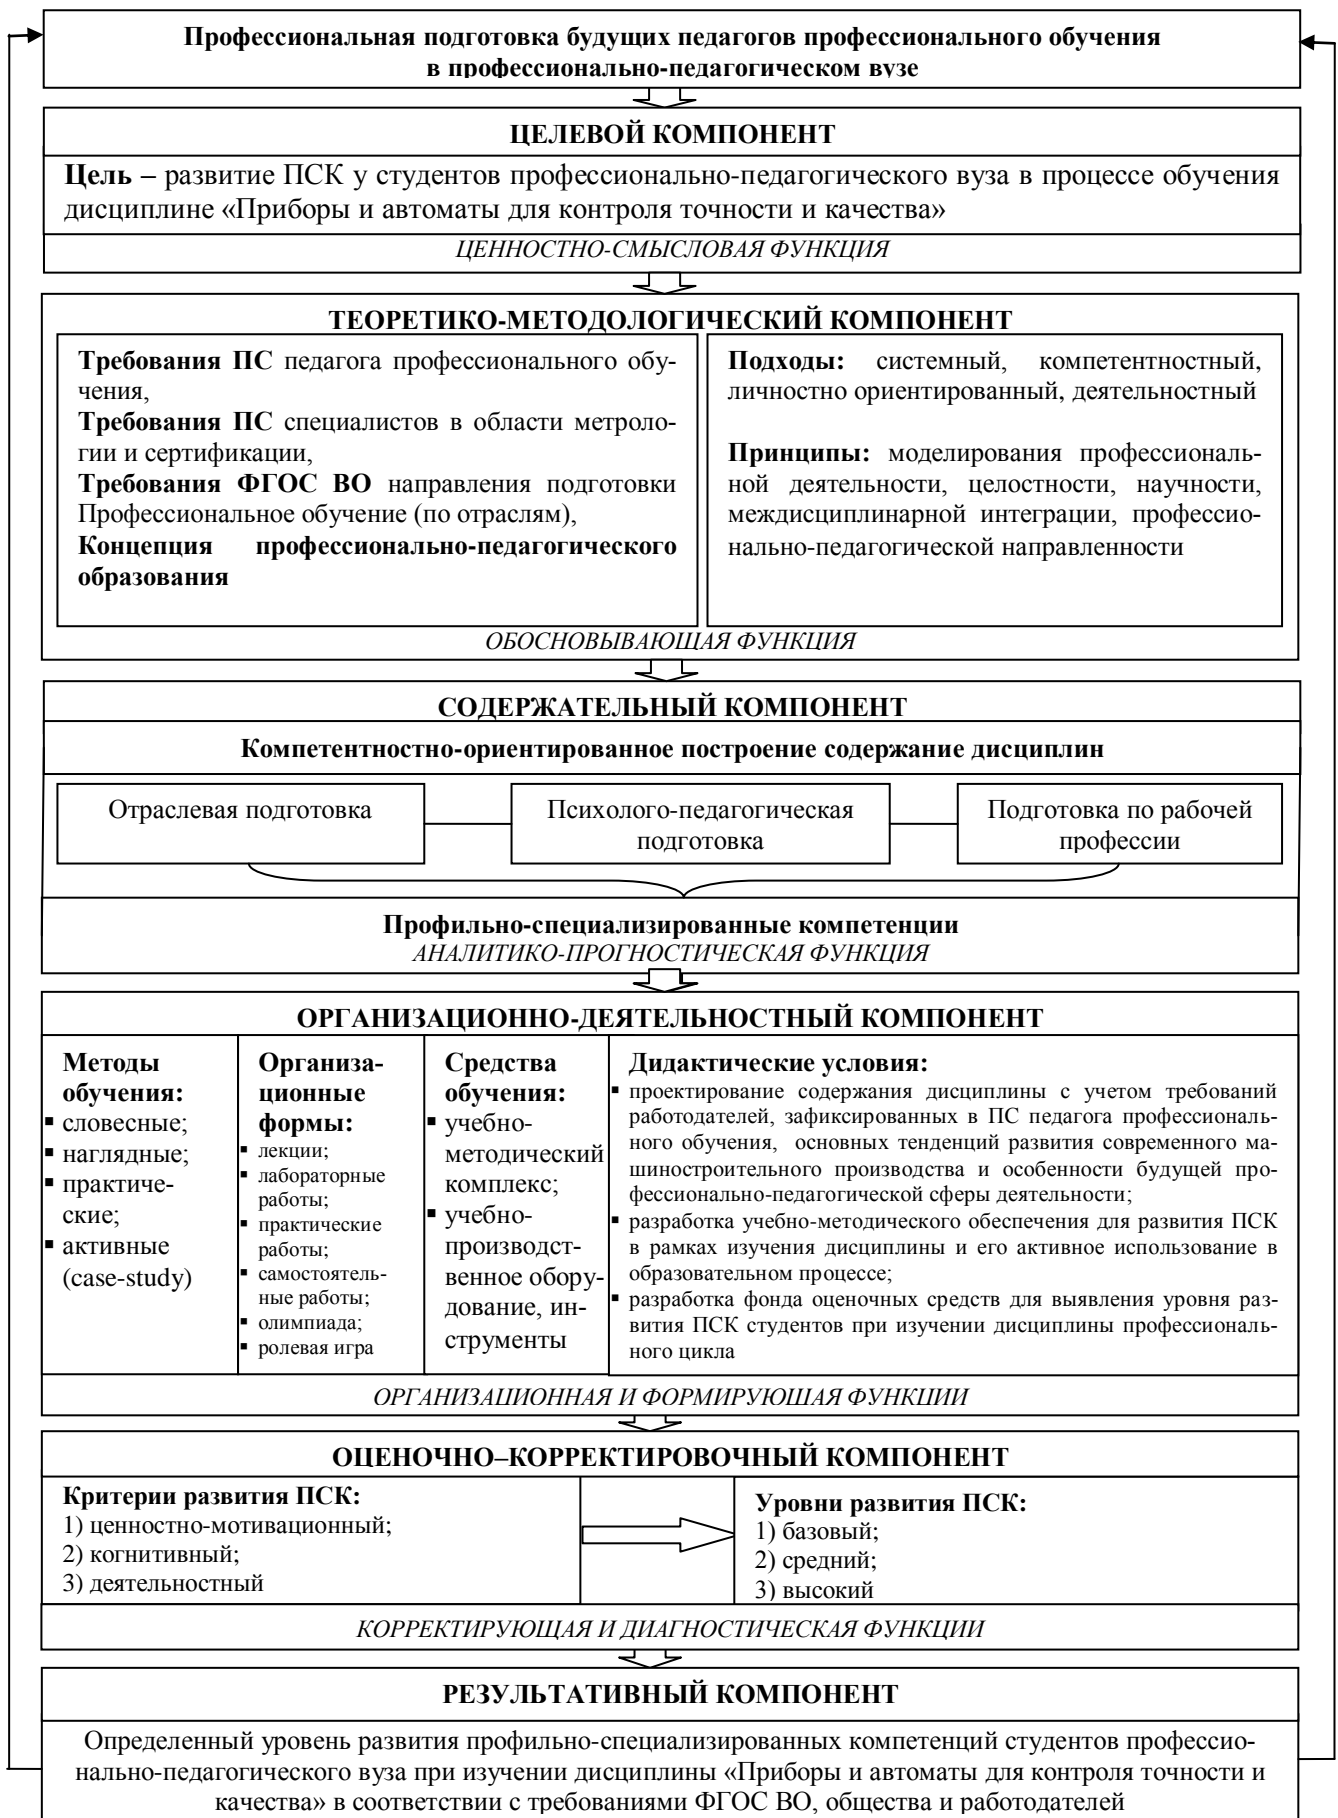 Профессиональная подготовка будущих педагогов профессионального обучения
в профессионально-педагогическом вузе
ЦЕЛЕВОЙ КОМПОНЕНТ
Цель – развитие ПСК у студентов профессионально-педагогического вуза в процессе обучения
дисциплине «Приборы и автоматы для контроля точности и качества»
ЦЕННОСТНО-СМЫСЛОВАЯ ФУНКЦИЯ
ТЕОРЕТИКО-МЕТОДОЛОГИЧЕСКИЙ КОМПОНЕНТ
Требования ПС педагога профессионального обу-
чения,
Требования ПС специалистов в области метроло-
гии и сертификации,
Требования ФГОС ВО направления подготовки
Профессиональное обучение (по отраслям),
Концепция профессионально-педагогического
образования
Подходы: системный, компетентностный,
личностно ориентированный, деятельностный
Принципы: моделирования профессиональ-
ной деятельности, целостности, научности,
междисциплинарной интеграции, профессио-
нально-педагогической направленности
ОБОСНОВЫВАЮЩАЯ ФУНКЦИЯ
СОДЕРЖАТЕЛЬНЫЙ КОМПОНЕНТ
Компетентностно-ориентированное построение содержание дисциплин
Отраслевая подготовка
Психолого-педагогическая
подготовка
Подготовка по рабочей
профессии
Профильно-специализированные компетенции
АНАЛИТИКО-ПРОГНОСТИЧЕСКАЯ ФУНКЦИЯ
ОРГАНИЗАЦИОННО-ДЕЯТЕЛЬНОСТНЫЙ КОМПОНЕНТ
Методы
обучения:
▪ словесные;
▪ наглядные;
▪ практиче-
ские;
▪ активные
(case-study)
Организа-
ционные
формы:
▪ лекции;
▪ лабораторные
работы;
▪ практические
работы;
▪ самостоятель-
ные работы;
▪ олимпиада;
▪ ролевая игра
Средства
обучения:
▪ учебно-
методический
комплекс;
▪ учебно-
производст-
венное обору-
дование, ин-
струменты
Дидактические условия:
▪ проектирование содержания дисциплины с учетом требований
работодателей, зафиксированных в ПС педагога профессиональ-
ного обучения, основных тенденций развития современного ма-
шиностроительного производства и особенности будущей про-
фессионально-педагогической сферы деятельности;
▪ разработка учебно-методического обеспечения для развития ПСК
в рамках изучения дисциплины и его активное использование в
образовательном процессе;
▪ разработка фонда оценочных средств для выявления уровня раз-
вития ПСК студентов при изучении дисциплины профессиональ-
ного цикла
ОРГАНИЗАЦИОННАЯ И ФОРМИРУЮЩАЯ ФУНКЦИИ
ОЦЕНОЧНО–КОРРЕКТИРОВОЧНЫЙ КОМПОНЕНТ
Критерии развития ПСК:
1) ценностно-мотивационный;
2) когнитивный;
3) деятельностный
Уровни развития ПСК:
1) базовый;
2) средний;
3) высокий
КОРРЕКТИРУЮЩАЯ И ДИАГНОСТИЧЕСКАЯ ФУНКЦИИ
РЕЗУЛЬТАТИВНЫЙ КОМПОНЕНТ
Определенный уровень развития профильно-специализированных компетенций студентов профессио-
нально-педагогического вуза при изучении дисциплины «Приборы и автоматы для контроля точности и
качества» в соответствии с требованиями ФГОС ВО, общества и работодателей